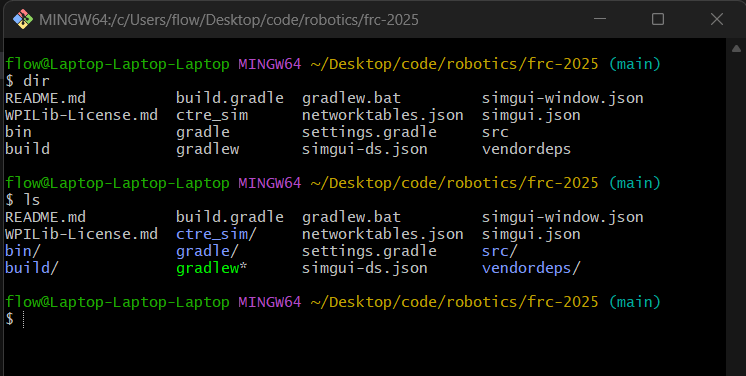 MINGW64:/c/Users/flow/Desktop/code/robotics/frc-2025
flow@Laptop-Laptop-Laptop MINGW64 ~/Desktop/code/robotics/frc-2025 (main)
$ dir
README.md build.gradle gradlew.bat simgui-window.json
WPILib-License.md ctre_sim networktables.json simgui.json
bin gradle settings.gradle src
build gradlew simgui-ds.json vendordeps
flow@Laptop-Laptop-Laptop MINGW64 ~/Desktop/code/robotics/frc-2025 (main)
$ ls
README.md build.gradle gradlew.bat simgui-window.json
WPILib-License.md ctre_sim/ networktables.json simgui.json
bin/ gradle/ settings.gradle src/
build/ gradlew* simgui-ds.json vendordeps/
flow@Laptop-Laptop-Laptop MINGW64 ~/Desktop/code/robotics/frc-2025 (main)
$